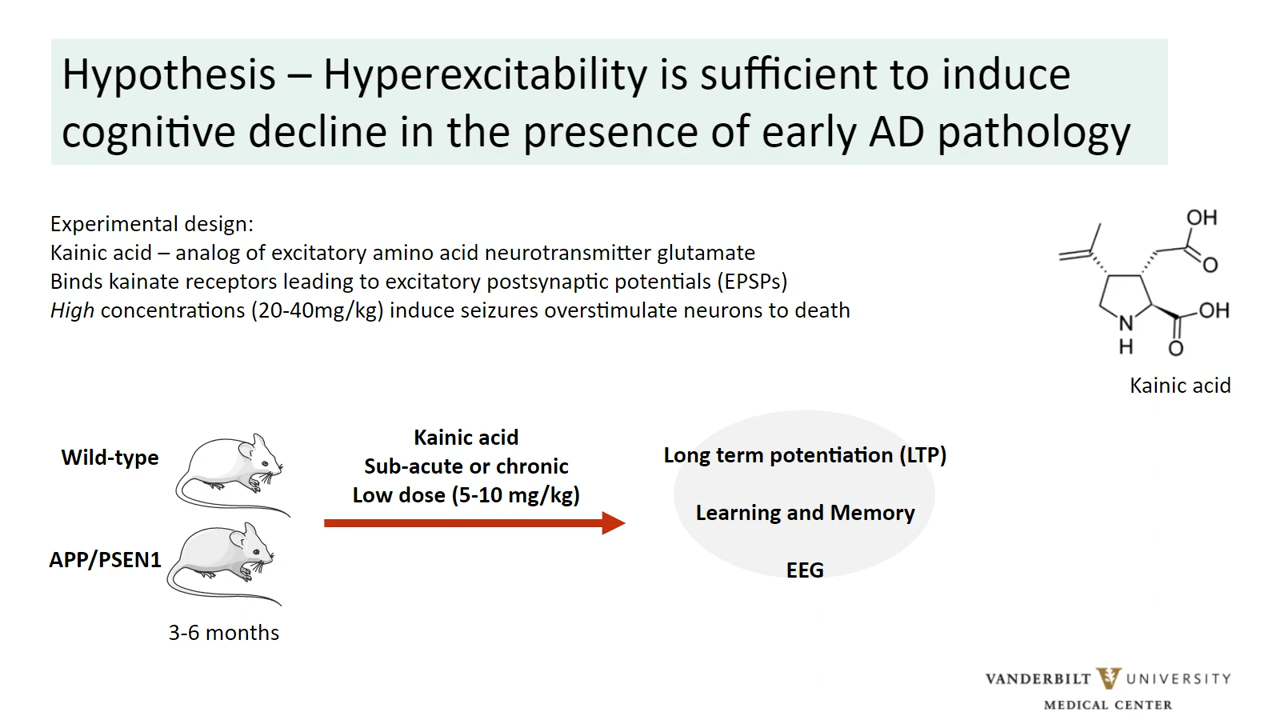 Hypothesis – Hyperexcitability is sufficient to induce
cognitive decline in the presence of early AD pathology
Experimental design:
Kainic acid – analog of excitatory amino acid neurotransmitter glutamate
Binds kainate receptors leading to excitatory postsynaptic potentials (EPSPs)
High concentrations (20-40mg/kg) induce seizures overstimulate neurons to death
OH
O
OH
N
H
O
Kainic acid
Wild-type
APP/PSEN1
3-6 months
Kainic acid
Sub-acute or chronic
Low dose (5-10 mg/kg)
Long term potentiation (LTP)
Learning and Memory
EEG
VANDERBILT UNIVERSITY
MEDICAL CENTER